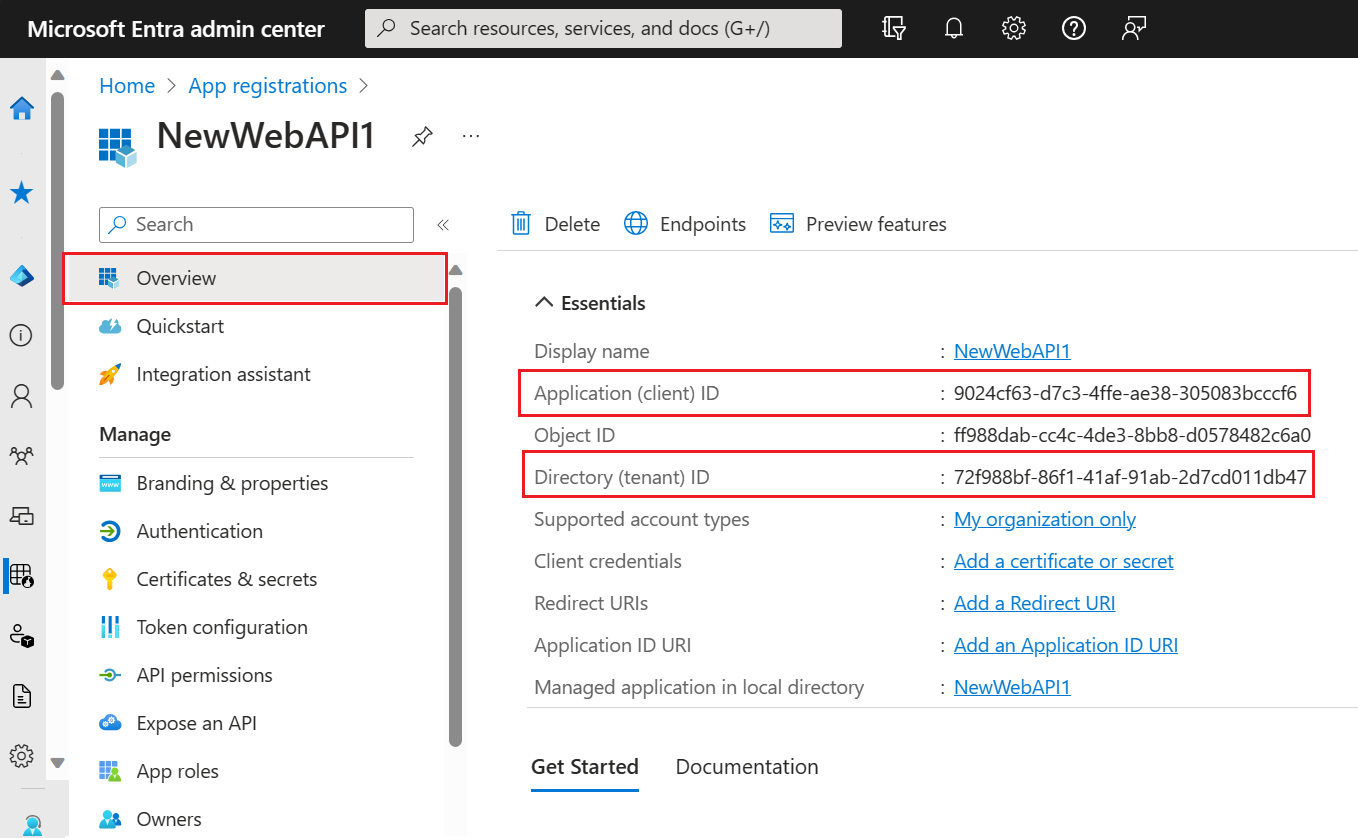 Microsoft Entra admin center
Search resources, services, and docs (G+/)
Home > App registrations >
NewWebAPI1
Search
Overview
Quickstart
Integration assistant
Manage
Branding & properties
Authentication
Certificates & secrets
Token configuration
API permissions
Expose an API
App roles
Owners
Delete Endpoints Preview features
Essentials
Display name : NewWebAPI1
Application (client) ID : 9024cf63-d7c3-4ffe-ae38-305083bcccf6
Object ID : ff988dab-cc4c-4de3-8bb8-d0578482c6a0
Directory (tenant) ID : 72f988bf-86f1-41af-91ab-2d7cd011db47
Supported account types : My organization only
Client credentials : Add a certificate or secret
Redirect URIs : Add a Redirect URI
Application ID URI : Add an Application ID URI
Managed application in local directory : NewWebAPI1
Get Started Documentation